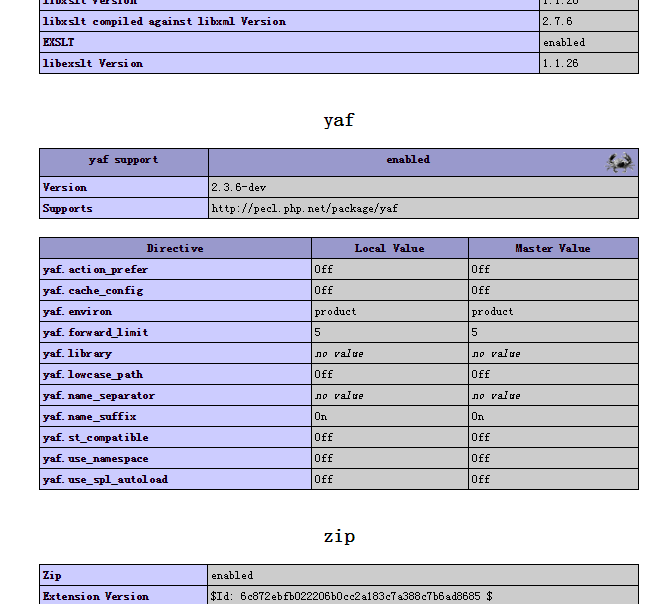 libxslt Version 1.1.26
libxslt compiled against libxml Version 2.7.6
EXSLT enabled
libexslt Version 1.1.26
yaf
yaf support enabled
Version 2.3.6-dev
Supports http://pecl.php.net/package/yaf
Directive Local Value Master Value
yaf.action_prefer Off Off
yaf.cache_config Off Off
yaf.environ product product
yaf.forward_limit 5 5
yaf.library no value no value
yaf.lowcase_path Off Off
yaf.name_separator no value no value
yaf.name_suffix On On
yaf.st_compatible Off Off
yaf.use_namespace Off Off
yaf.use_spl_autoload Off Off
zip
Zip enabled
Extension Version $Id: 6c872ebfb022206b0cc2a183c7a388c7b6ad8685 $